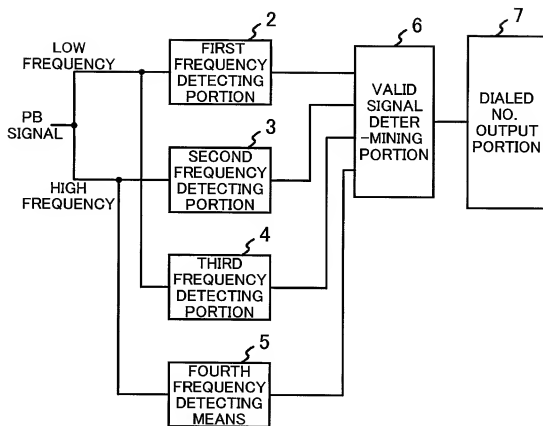 2
FIRST
FREQUENCY
DETECTING
PORTION
LOW
FREQUENCY
PB
SIGNAL
HIGH
FREQUENCY
3
SECOND
FREQUENCY
DETECTING
PORTION
4
THIRD
FREQUENCY
DETECTING
PORTION
5
FOURTH
FREQUENCY
DETECTING
MEANS
6
VALID
SIGNAL
DETER
-MINING
PORTION
7
DIALED
NO.
OUTPUT
PORTION